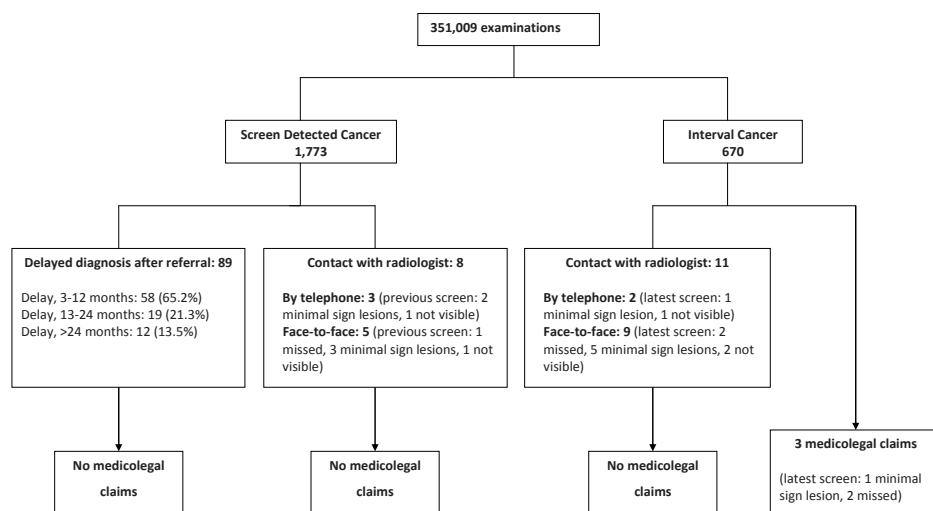 351,009 examinations
Screen Detected Cancer
1,773
Interval Cancer
670
Delayed diagnosis after referral: 89
Delay, 3-12 months: 58 (65.2%)
Delay, 13-24 months: 19 (21.3%)
Delay, >24 months: 12 (13.5%)
Contact with radiologist: 8
By telephone: 3 (previous screen: 2
minimal sign lesions, 1 not visible)
Face-to-face: 5 (previous screen: 1
missed, 3 minimal sign lesions, 1 not
visible)
Contact with radiologist: 11
By telephone: 2 (latest screen: 1
minimal sign lesion, 1 not visible)
Face-to-face: 9 (latest screen: 2
missed, 5 minimal sign lesions, 2 not
visible)
No medicolegal
claims
No medicolegal
claims
No medicolegal
claims
3 medicolegal claims
(latest screen: 1 minimal
sign lesion, 2 missed)